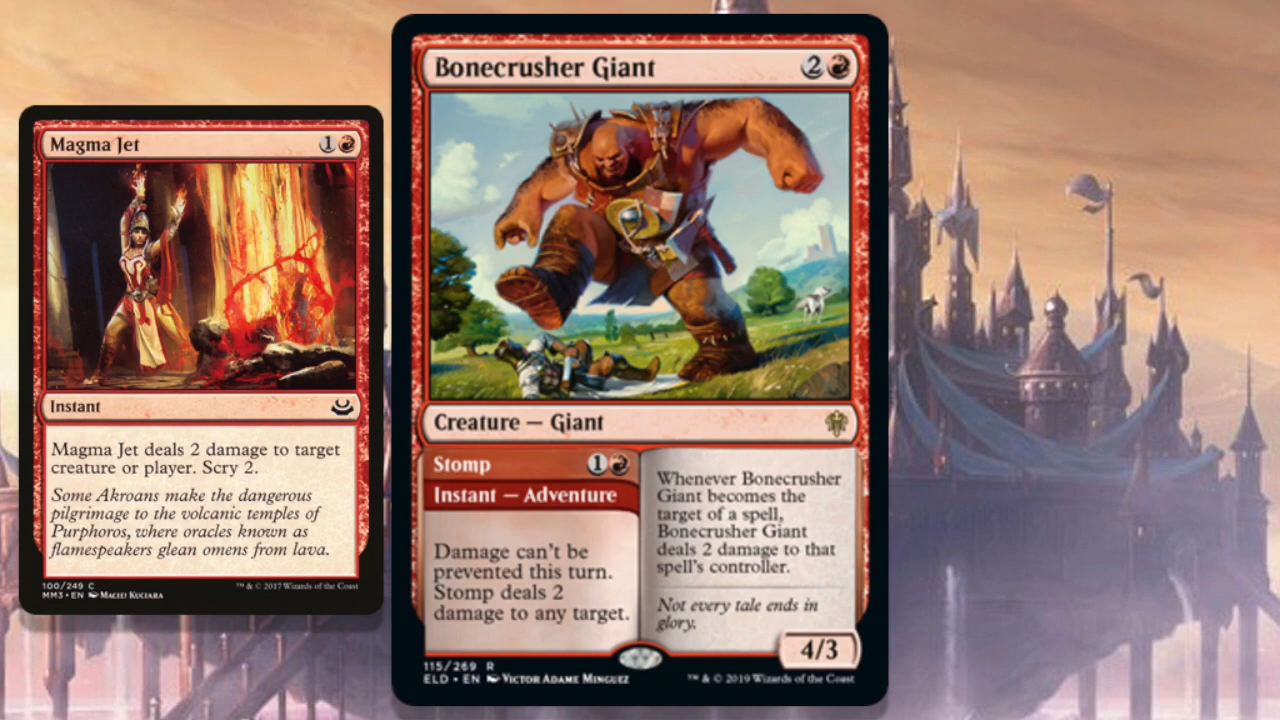 Magma Jet 1
Instant
Magma Jet deals 2 damage to target
creature or player. Scry 2.
Some Akroans make the dangerous
pilgrimage to the volcanic temples of
Purphoros, where oracles known as
flamespeakers glean omens from lava.
100/249 C
MM3 • EN Maciej Kuciara
™ & © 2017 Wizards of the Coast
Bonecrusher Giant 2
Creature — Giant
Stomp 1
Instant — Adventure
Damage can't be
prevented this turn.
Stomp deals 2
damage to any target.
Whenever Bonecrusher
Giant becomes the
target of a spell,
Bonecrusher Giant
deals 2 damage to that
spell's controller.
Not every tale ends in
glory.
4/3
115/269 R
ELD • EN Victor Adame Minguez
™ & © 2019 Wizards of the Coast